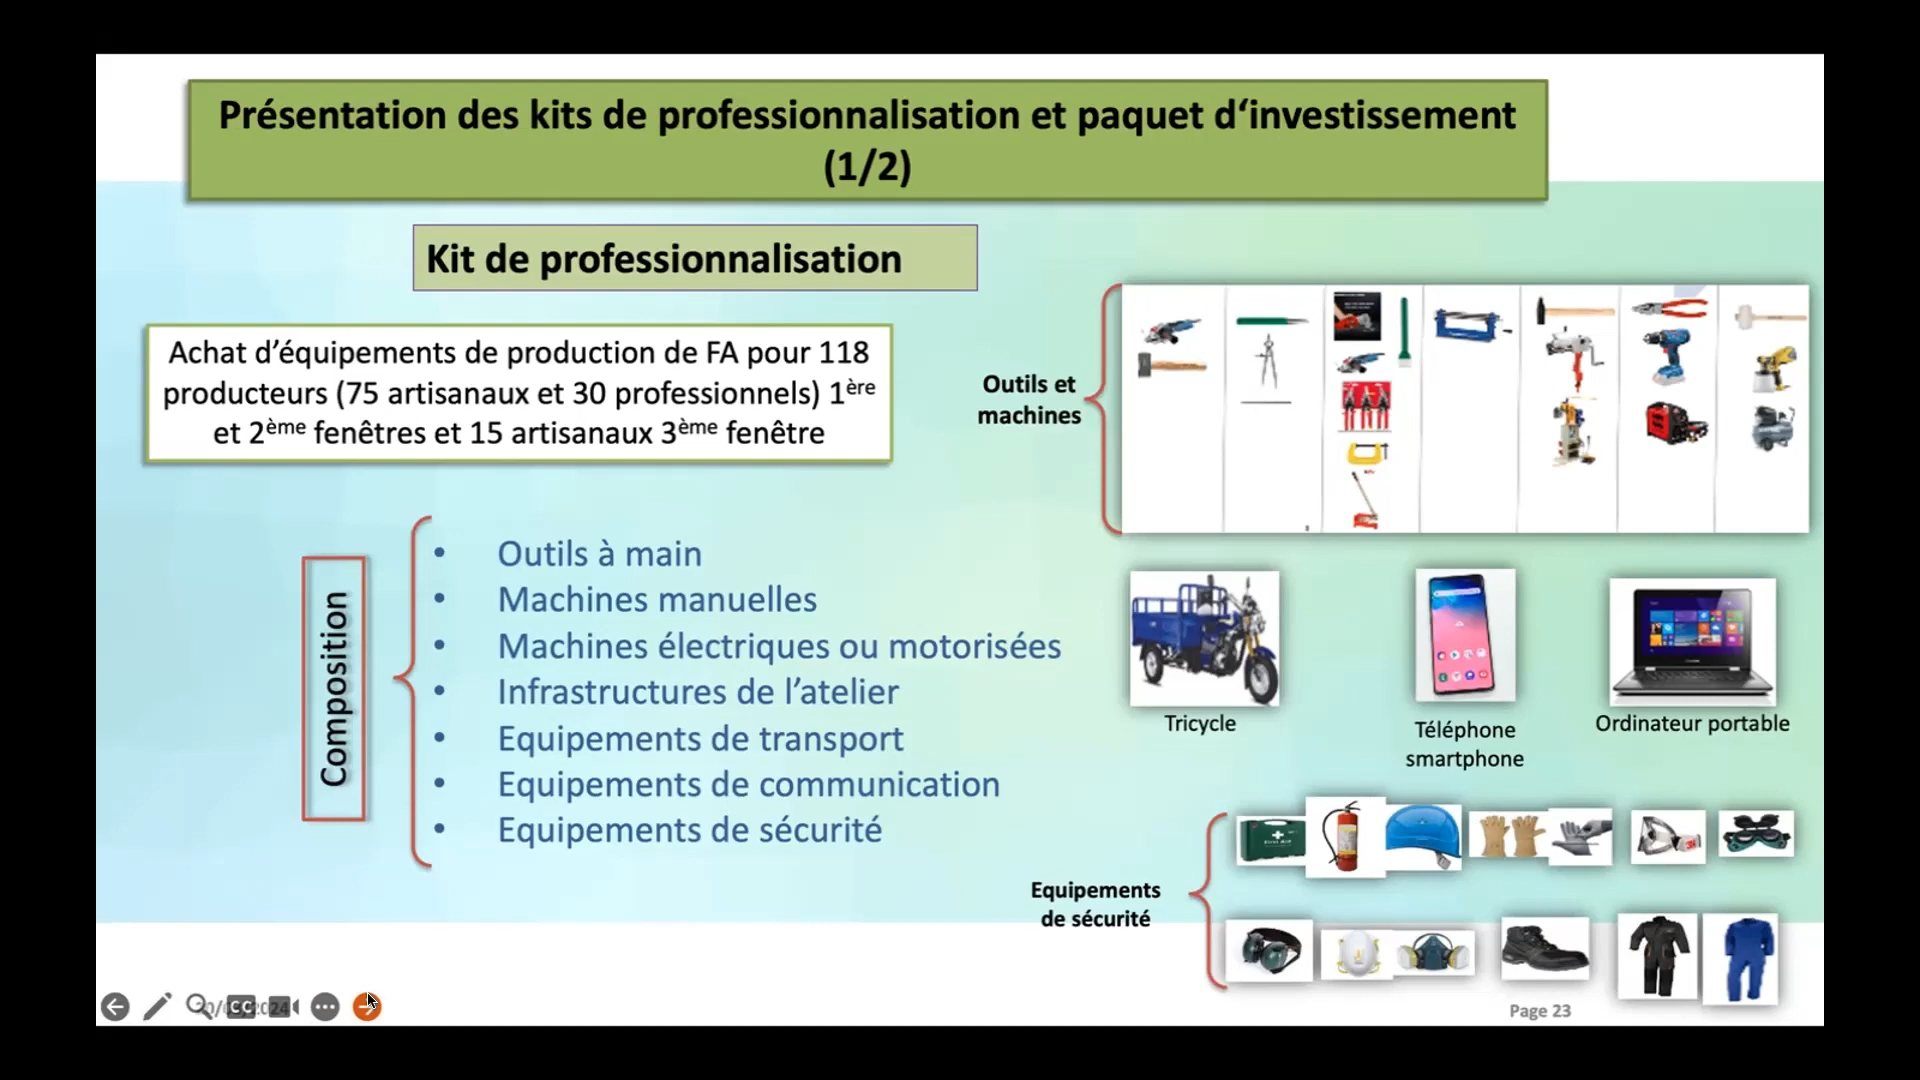 Présentation des kits de professionnalisation et paquet d‘investissement
(1/2)
Kit de professionnalisation
Achat d’équipements de production de FA pour 118
producteurs (75 artisanaux et 30 professionnels) 1ère
et 2ème fenêtres et 15 artisanaux 3ème fenêtre
Outils et
machines
Composition
• Outils à main
• Machines manuelles
• Machines électriques ou motorisées
• Infrastructures de l’atelier
• Equipements de transport
• Equipements de communication
• Equipements de sécurité
Tricycle
Téléphone
smartphone
Ordinateur portable
Equipements
de sécurité
Page 23